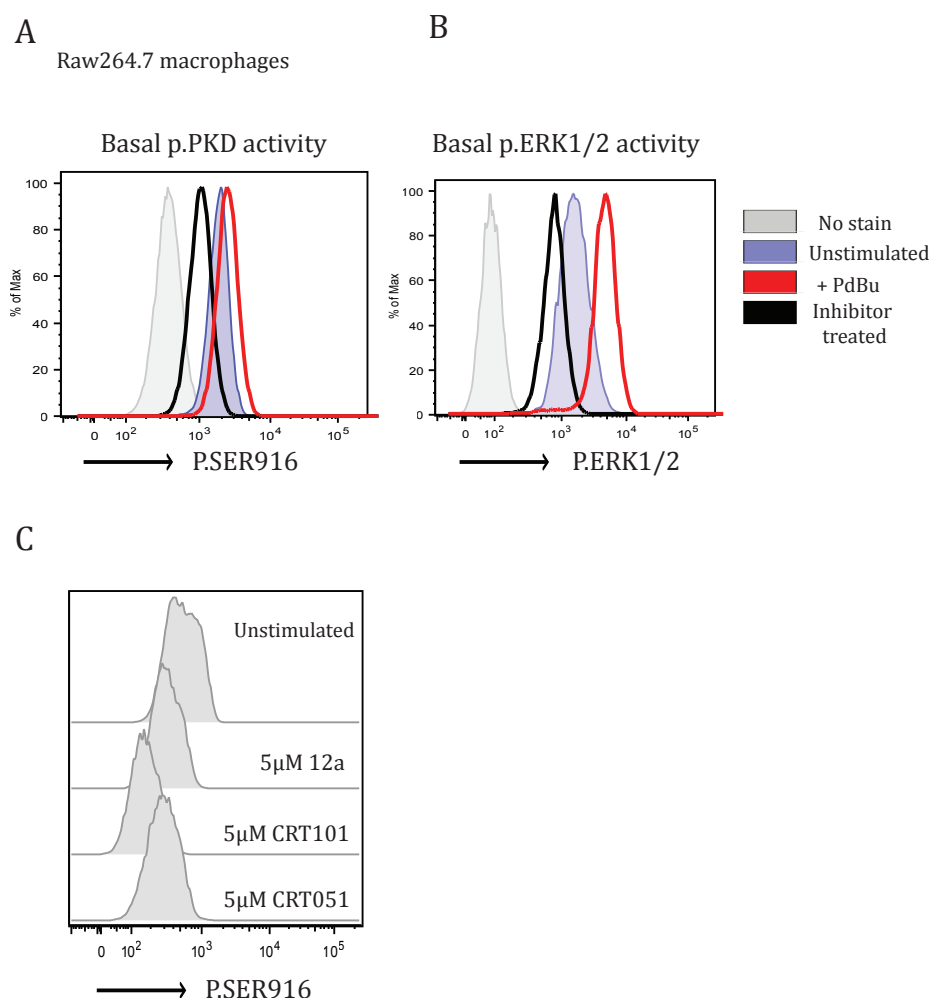 A
B
Raw264.7 macrophages
Basal p.PKD activity
Basal p.ERK1/2 activity
% of Max
100
80
60
40
20
0
0 10² 10³ 10⁴ 10⁵
P.SER916
% of Max
100
80
60
40
20
0
0 10² 10³ 10⁴ 10⁵
P.ERK1/2
No stain
Unstimulated
+ PdBu
Inhibitor
treated
C
Unstimulated
5μM 12a
5μM CRT101
5μM CRT051
0 10² 10³ 10⁴ 10⁵
P.SER916